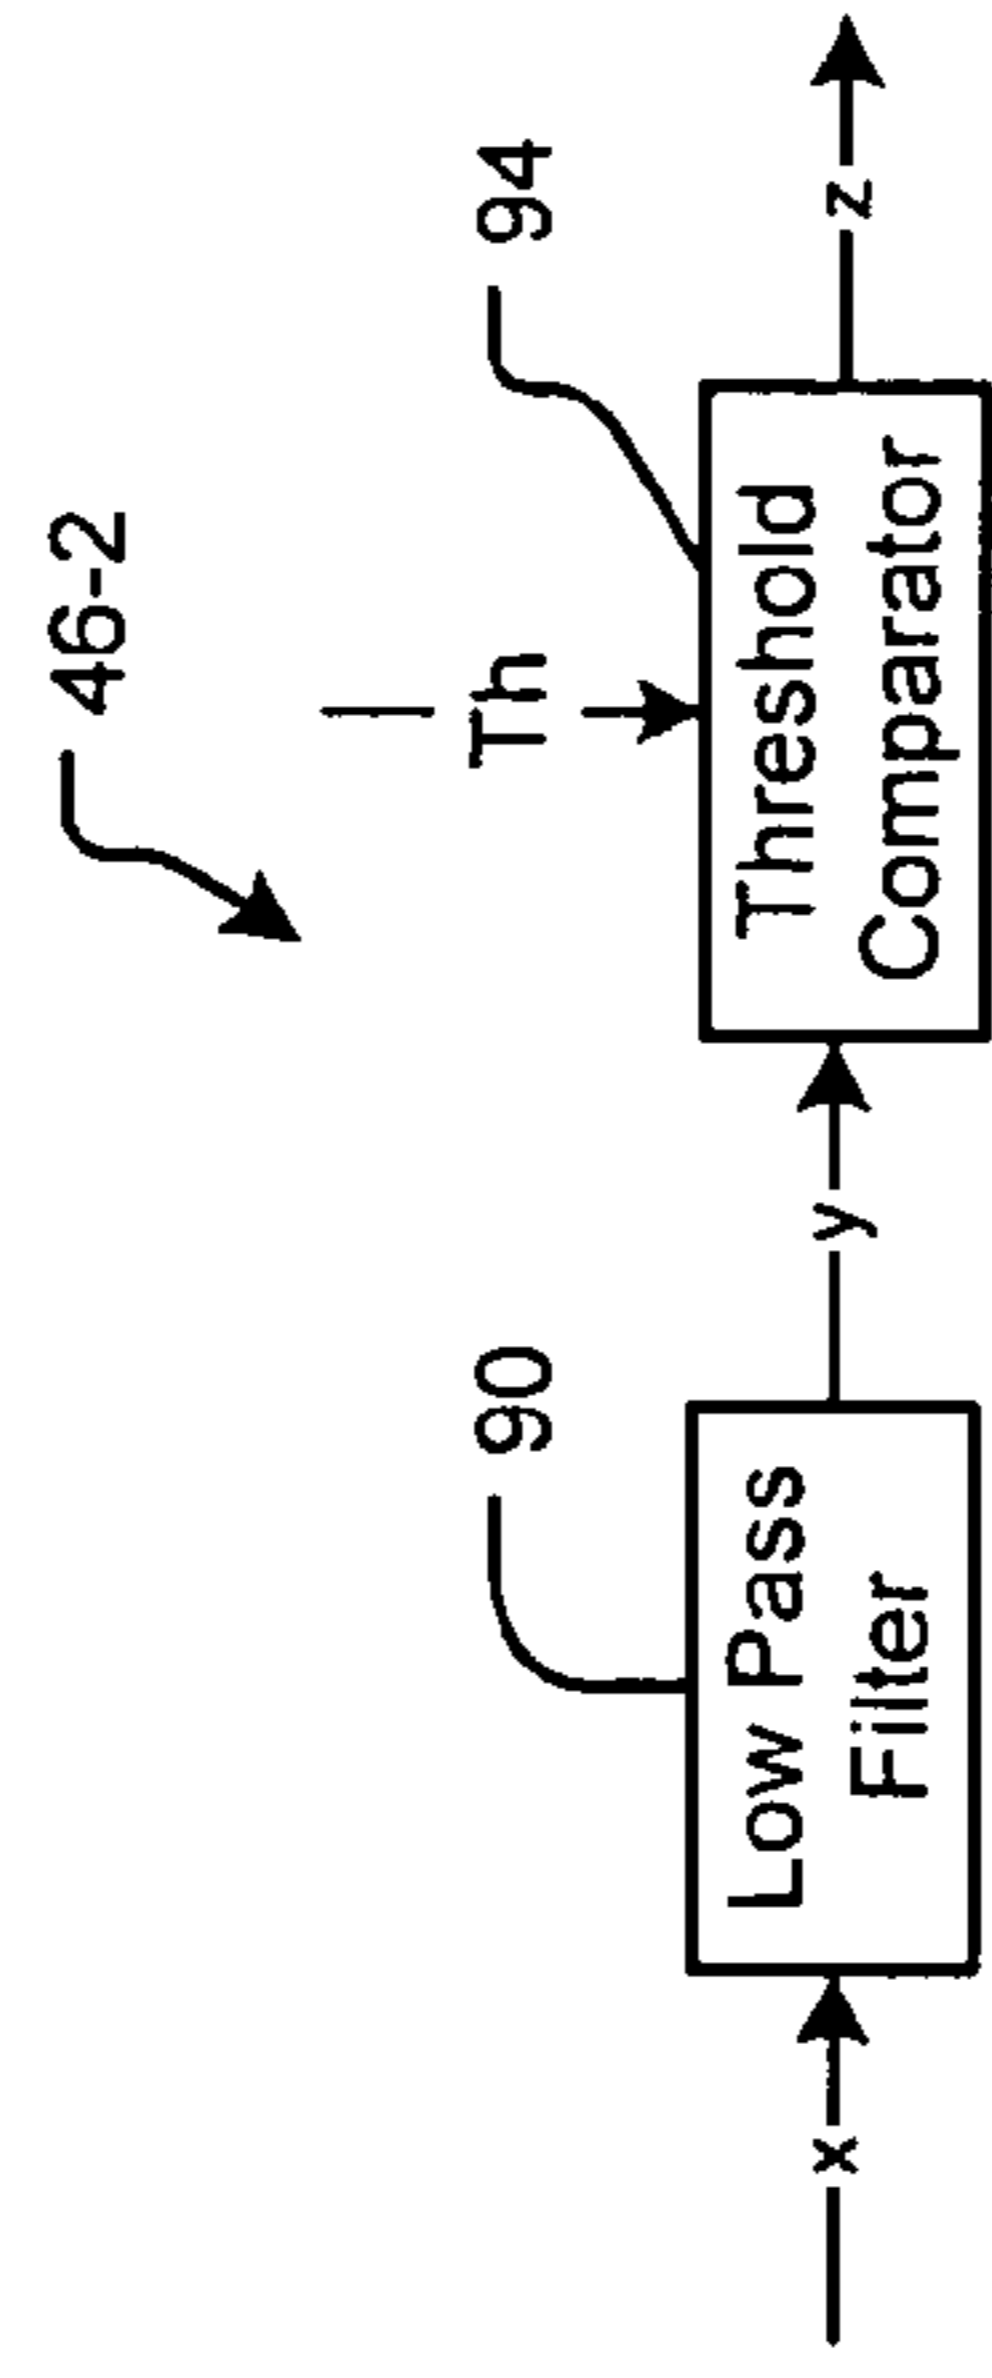 46-2
90
Th
94
x
Low Pass
Filter
y
Threshold
Comparator
z